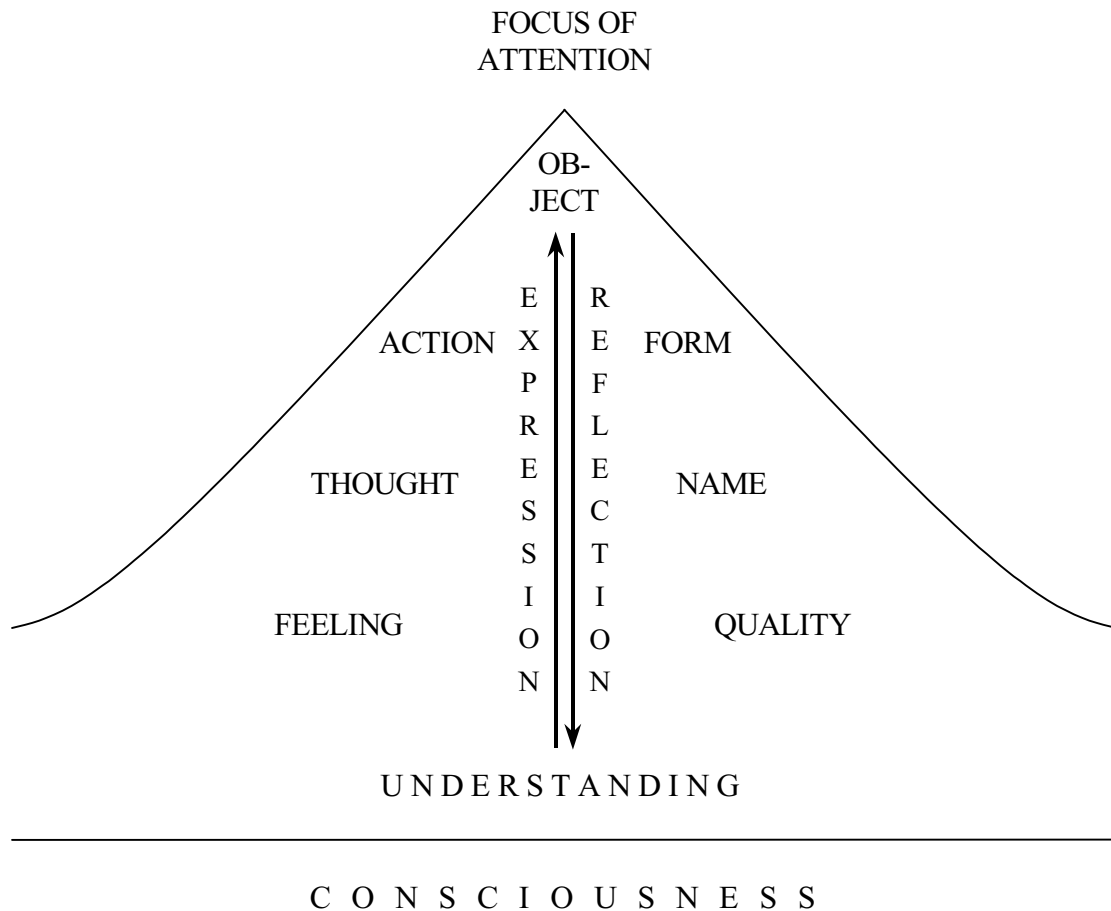 FOCUS OF
ATTENTION
OB-
JECT
EXPRESSION
REFLECTION
ACTION
FORM
THOUGHT
NAME
FEELING
QUALITY
UNDERSTANDING
CONSCIOUSNESS